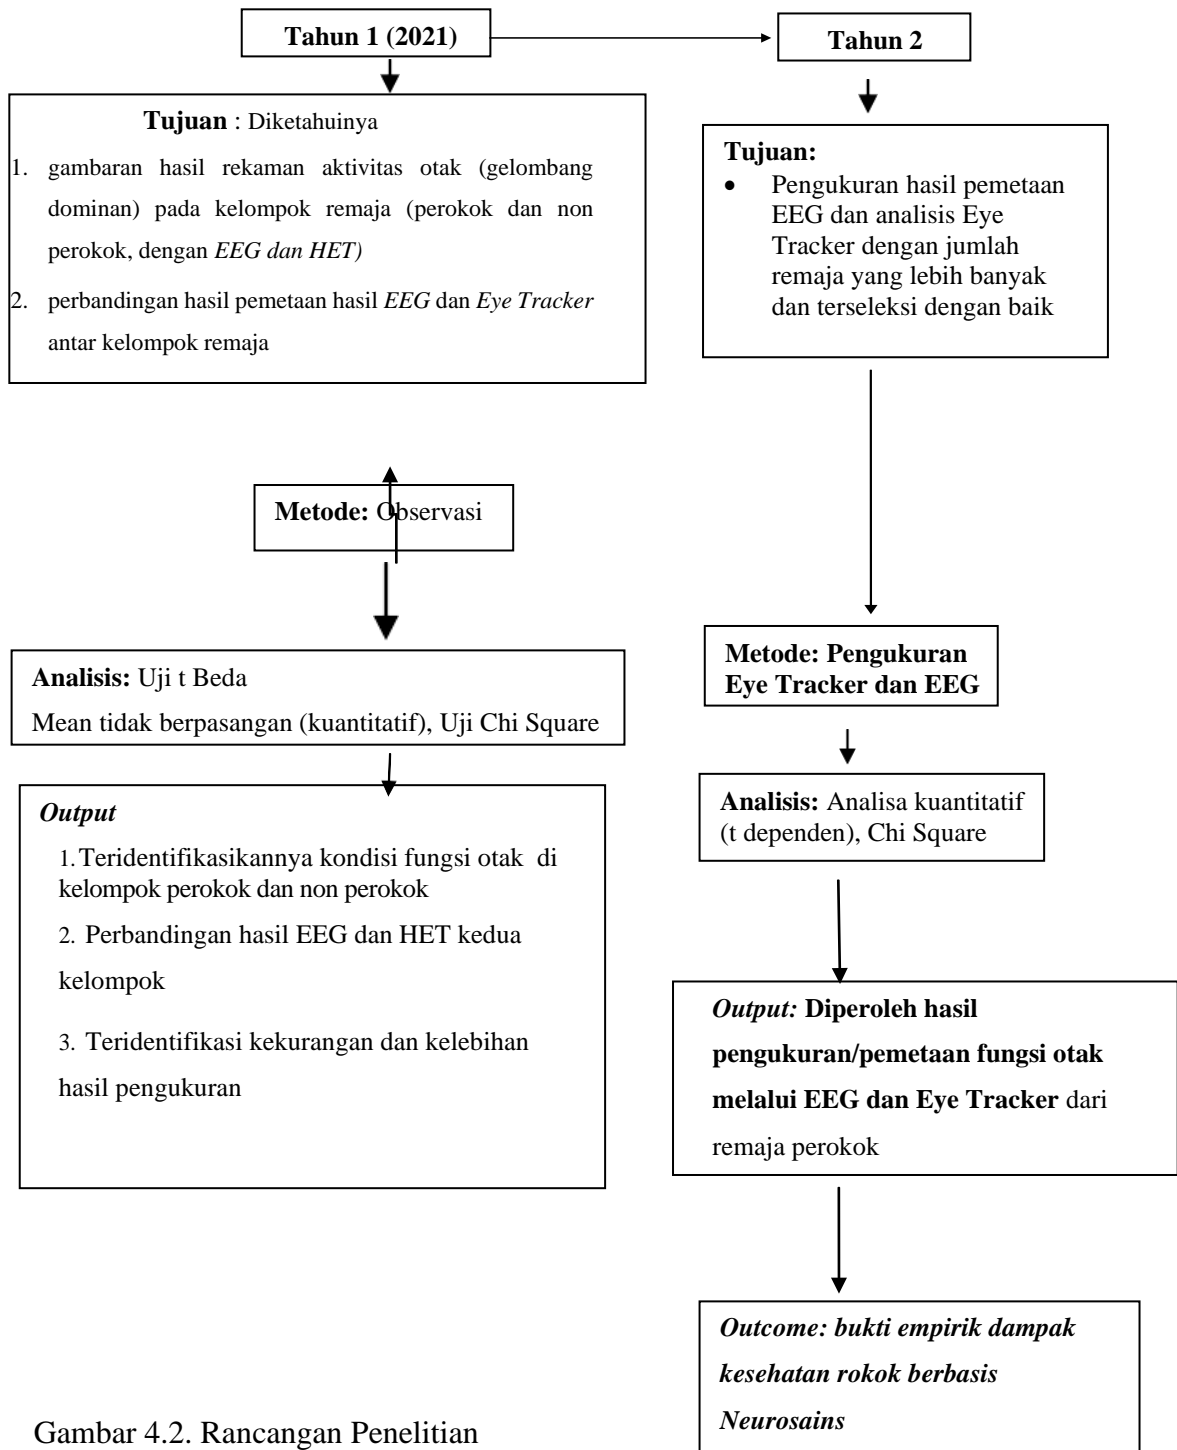 Tahun 1 (2021)
Tujuan : Diketahuinya
1. gambaran hasil rekaman aktivitas otak (gelombang
dominan) pada kelompok remaja (perokok dan non
perokok, dengan EEG dan HET)
2. perbandingan hasil pemetaan hasil EEG dan Eye Tracker
antar kelompok remaja
Metode: Observasi
Analisis: Uji t Beda
Mean tidak berpasangan (kuantitatif), Uji Chi Square
Output
1. Teridentifikasikannya kondisi fungsi otak di
kelompok perokok dan non perokok
2. Perbandingan hasil EEG dan HET kedua
kelompok
3. Teridentifikasi kekurangan dan kelebihan
hasil pengukuran
Tahun 2
Tujuan:
• Pengukuran hasil pemetaan
EEG dan analisis Eye
Tracker dengan jumlah
remaja yang lebih banyak
dan terseleksi dengan baik
Metode: Pengukuran
Eye Tracker dan EEG
Analisis: Analisa kuantitatif
(t dependen), Chi Square
Output: Diperoleh hasil
pengukuran/pemetaan fungsi otak
melalui EEG dan Eye Tracker dari
remaja perokok
Outcome: bukti empirik dampak
kesehatan rokok berbasis
Neurosains
Gambar 4.2. Rancangan Penelitian